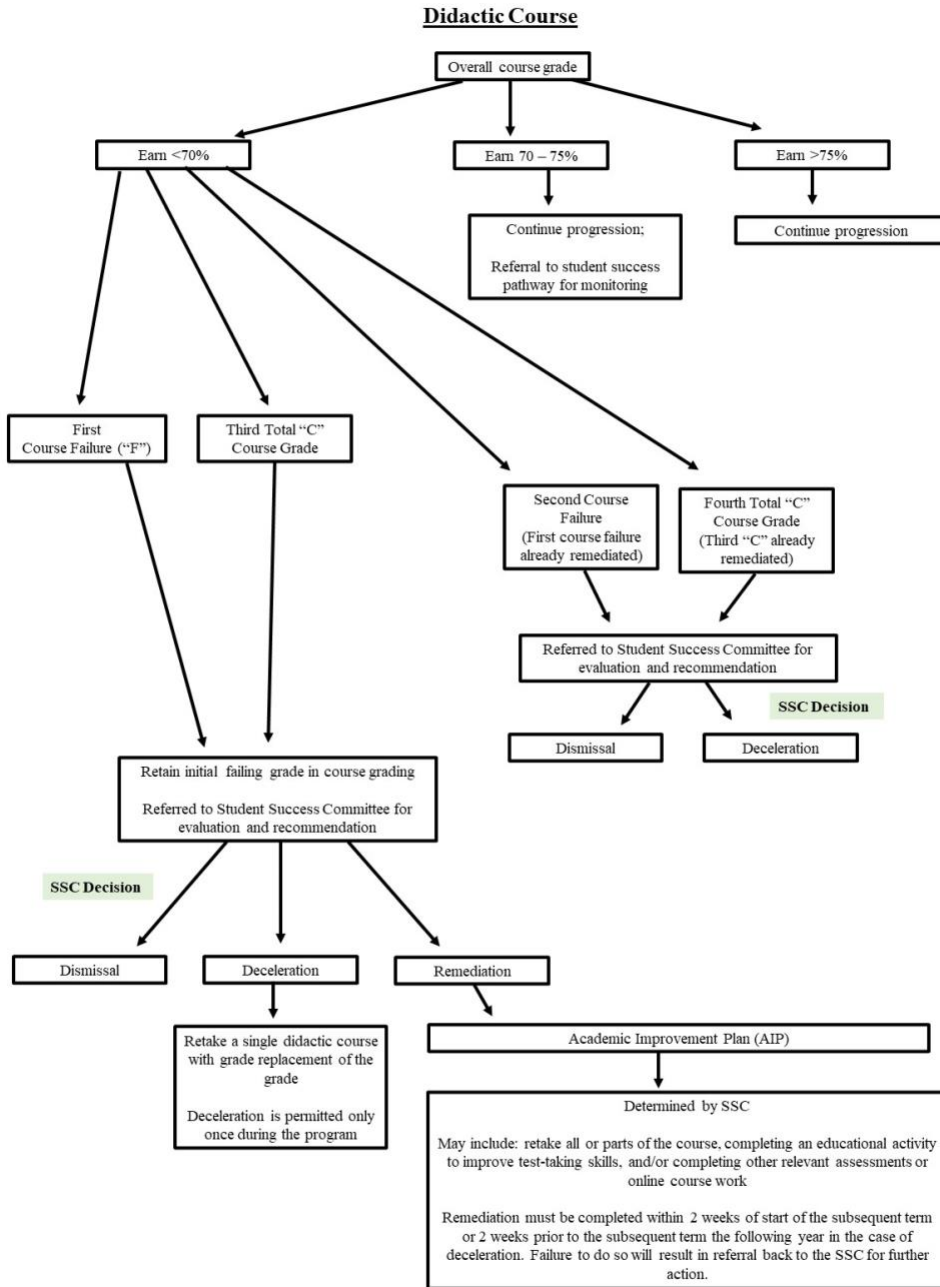 Didactic Course
Overall course grade
Earn <70%
Earn 70 – 75%
Earn >75%
Continue progression;
Referral to student success
pathway for monitoring
Continue progression
First
Course Failure (“F”)
Third Total “C”
Course Grade
Second Course
Failure
(First course failure
already remediated)
Fourth Total “C”
Course Grade
(Third “C” already
remediated)
Referred to Student Success Committee for
evaluation and recommendation
SSC Decision
Dismissal
Deceleration
Retain initial failing grade in course grading
Referred to Student Success Committee for
evaluation and recommendation
SSC Decision
Dismissal
Deceleration
Remediation
Retake a single didactic course
with grade replacement of the
grade
Deceleration is permitted only
once during the program
Academic Improvement Plan (AIP)
Determined by SSC
May include: retake all or parts of the course, completing an educational activity
to improve test-taking skills, and/or completing other relevant assessments or
online course work
Remediation must be completed within 2 weeks of start of the subsequent term
or 2 weeks prior to the subsequent term the following year in the case of
deceleration. Failure to do so will result in referral back to the SSC for further
action.